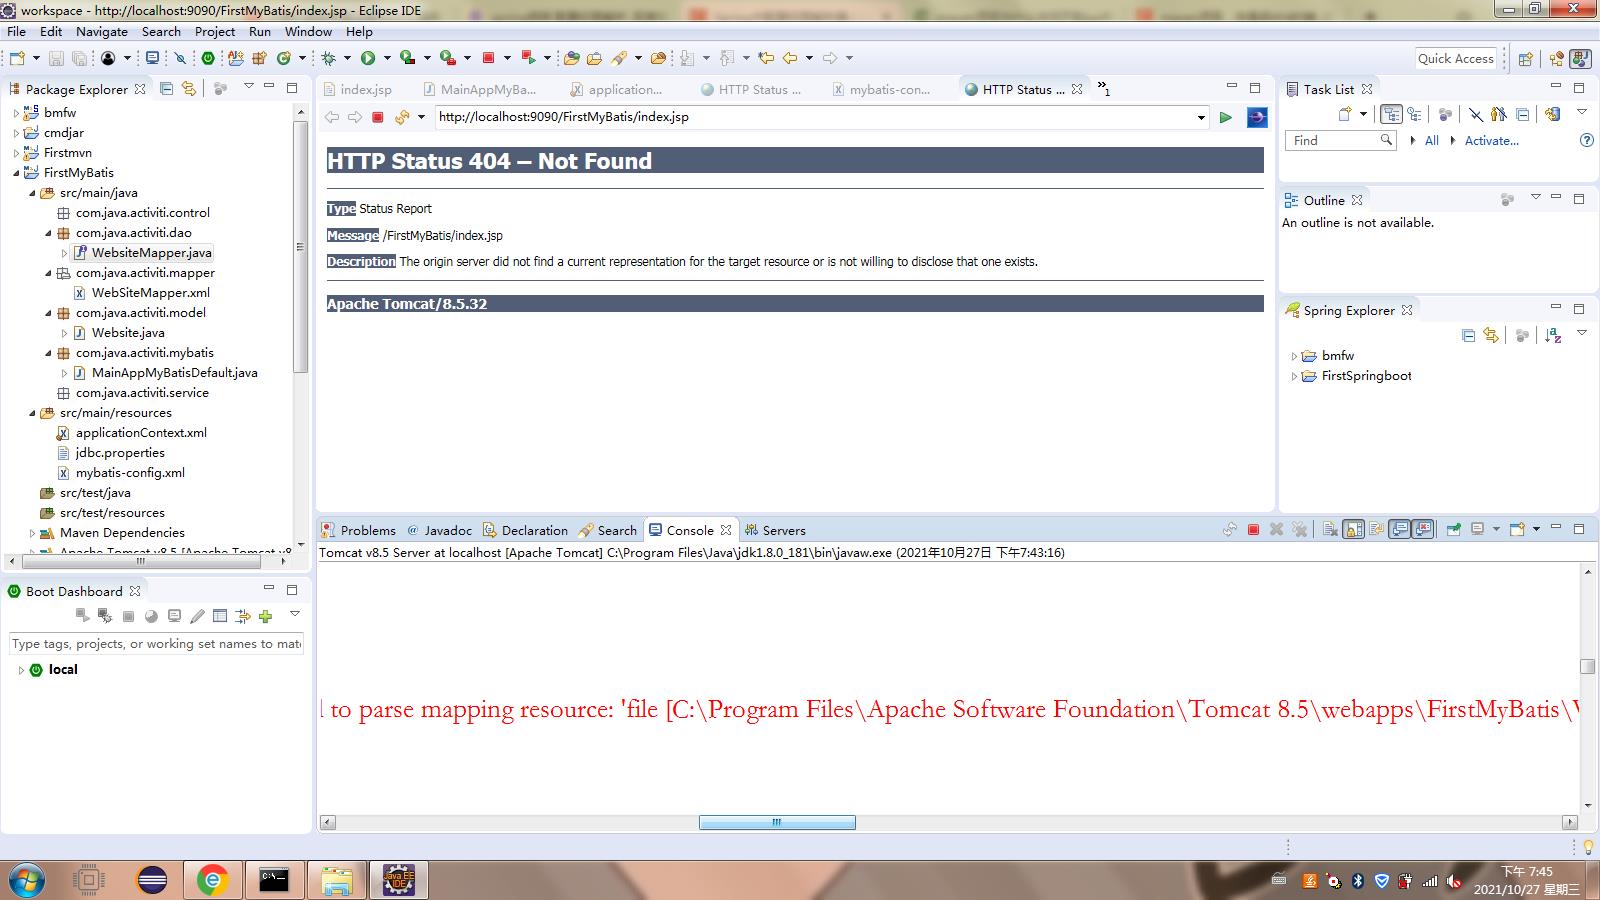 workspace - http://localhost:9090/FirstMyBatis/index.jsp - Eclipse IDE
File Edit Navigate Search Project Run Window Help
Quick Access
Package Explorer
bmfw
cmdjar
Firstmvn
FirstMyBatis
src/main/java
com.java.activiti.control
com.java.activiti.dao
WebsiteMapper.java
com.java.activiti.mapper
WebSiteMapper.xml
com.java.activiti.model
Website.java
com.java.activiti.mybatis
MainAppMyBatisDefault.java
com.java.activiti.service
src/main/resources
applicationContext.xml
jdbc.properties
mybatis-config.xml
src/test/java
src/test/resources
Maven Dependencies
Apache Tomcat v8.5 [Apache Tomcat v8
Boot Dashboard
Type tags, projects, or working set names to mat
local
index.jsp MainAppMyBa... application... HTTP Status ... mybatis-con... HTTP Status ... »1
http://localhost:9090/FirstMyBatis/index.jsp
HTTP Status 404 – Not Found
Type Status Report
Message /FirstMyBatis/index.jsp
Description The origin server did not find a current representation for the target resource or is not willing to disclose that one exists.
Apache Tomcat/8.5.32
Problems @ Javadoc Declaration Search Console Servers
Tomcat v8.5 Server at localhost [Apache Tomcat] C:\Program Files\Java\jdk1.8.0_181\bin\javaw.exe (2021年10月27日 下午7:43:16)
to parse mapping resource: 'file [C:\Program Files\Apache Software Foundation\Tomcat 8.5\webapps\FirstMyBatis\
Task List
Find All Activate...
Outline
An outline is not available.
Spring Explorer
bmfw
FirstSpringboot
Java EE IDE
下午 7:45
2021/10/27 星期三